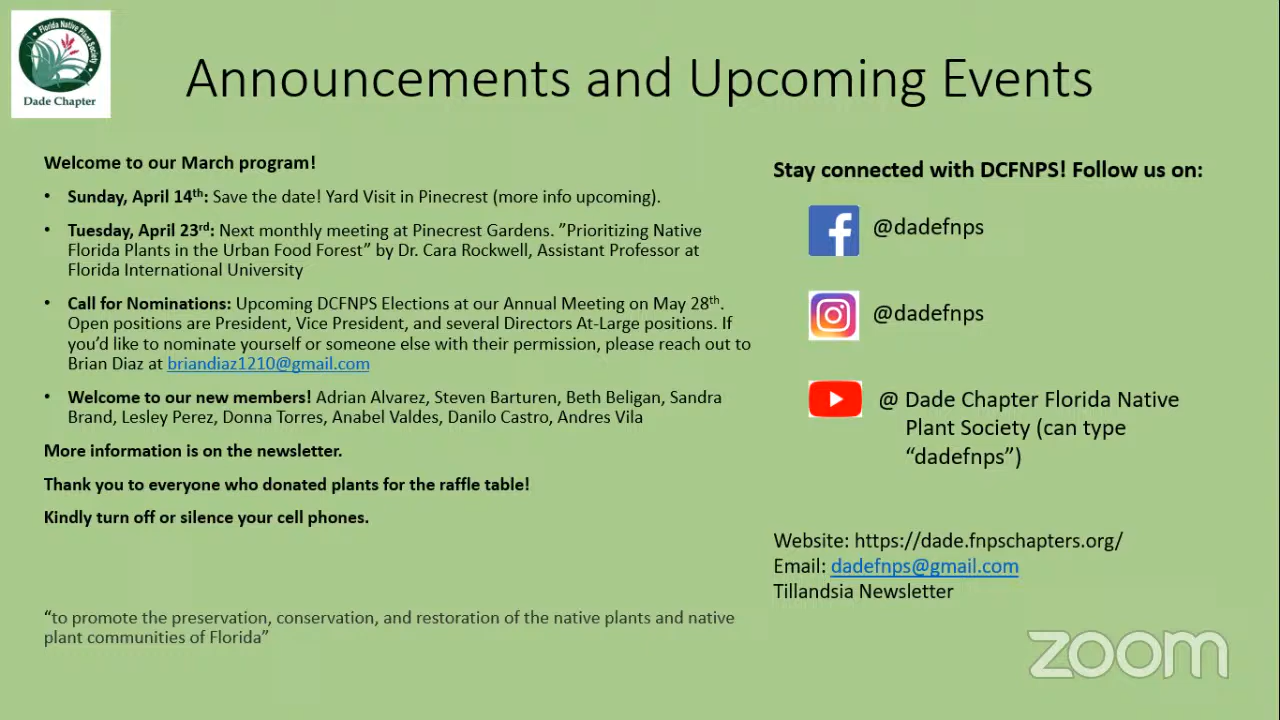 Florida Native Plant Society
Dade Chapter
Announcements and Upcoming Events
Welcome to our March program!
• Sunday, April 14th: Save the date! Yard Visit in Pinecrest (more info upcoming).
• Tuesday, April 23rd: Next monthly meeting at Pinecrest Gardens. ”Prioritizing Native
Florida Plants in the Urban Food Forest” by Dr. Cara Rockwell, Assistant Professor at
Florida International University
• Call for Nominations: Upcoming DCFNPS Elections at our Annual Meeting on May 28th.
Open positions are President, Vice President, and several Directors At-Large positions. If
you’d like to nominate yourself or someone else with their permission, please reach out to
Brian Diaz at briandiaz1210@gmail.com
• Welcome to our new members! Adrian Alvarez, Steven Barturen, Beth Beligan, Sandra
Brand, Lesley Perez, Donna Torres, Anabel Valdes, Danilo Castro, Andres Vila
More information is on the newsletter.
Thank you to everyone who donated plants for the raffle table!
Kindly turn off or silence your cell phones.
“to promote the preservation, conservation, and restoration of the native plants and native
plant communities of Florida”
Stay connected with DCFNPS! Follow us on:
@dadefnps
@dadefnps
@ Dade Chapter Florida Native
Plant Society (can type
“dadefnps”)
Website: https://dade.fnpschapters.org/
Email: dadefnps@gmail.com
Tillandsia Newsletter
zoom